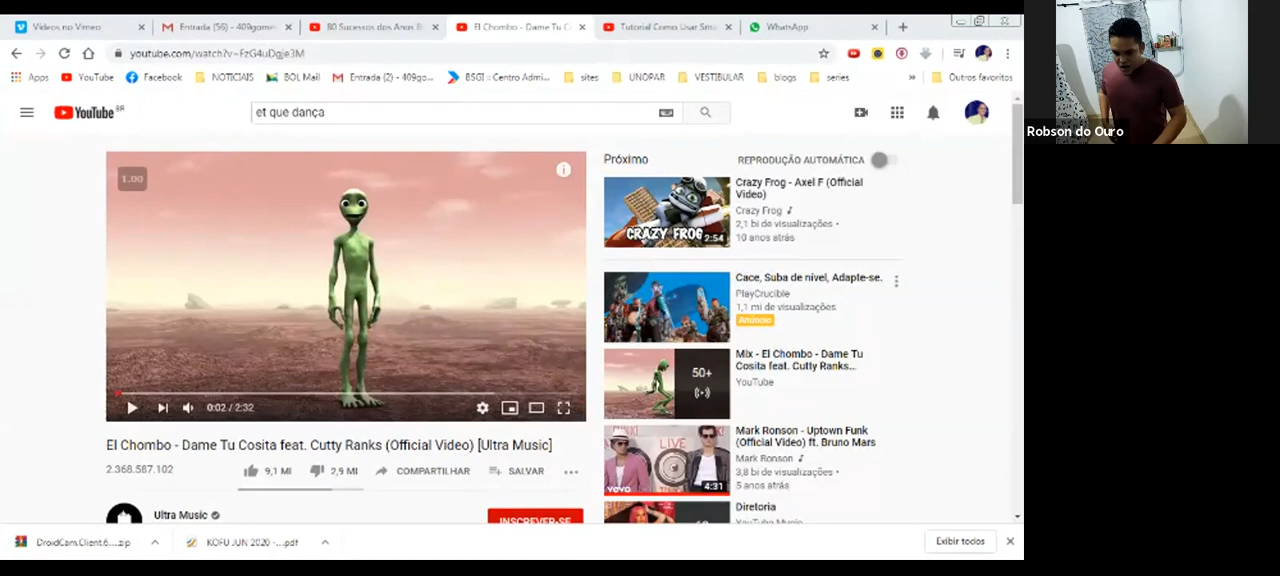 Vídeos no Vimeo
Entrada (56) - 409game
80 Sucessos dos Anos 8
El Chombo - Dame Tu C
Tutorial Como Usar Sma
WhatsApp
youtube.com/watch?v=FzG4uDgje3M
Apps
YouTube
Facebook
NOTICIAIS
BOL Mail
Entrada (2) - 409go...
BSGI :: Centro Admi...
sites
UNOPAR
VESTIBULAR
blogs
series
»
Outros favoritos
YouTube BR
et que dança
1.00
0:02 / 2:32
El Chombo - Dame Tu Cosita feat. Cutty Ranks (Official Video) [Ultra Music]
2.368.587.102
9,1 MI
2,9 MI
COMPARTILHAR
SALVAR
Ultra Music
INSCREVER-SE
Próximo
REPRODUÇÃO AUTOMÁTICA
CRAZY FROG
2:54
Crazy Frog - Axel F (Official
Video)
Crazy Frog
2,1 bi de visualizações •
10 anos atrás
Cace, Suba de nível, Adapte-se.
PlayCrucible
1,1 mi de visualizações
Anúncio
50+
Mix - El Chombo - Dame Tu
Cosita feat. Cutty Ranks...
YouTube
LIVE
vevo
4:31
Mark Ronson - Uptown Funk
(Official Video) ft. Bruno Mars
Mark Ronson
3,8 bi de visualizações •
5 anos atrás
Diretoria
YouTube Music
DroidCam.Client.6....zip
KOFU JUN 2020 -....pdf
Exibir todos
Robson do Ouro